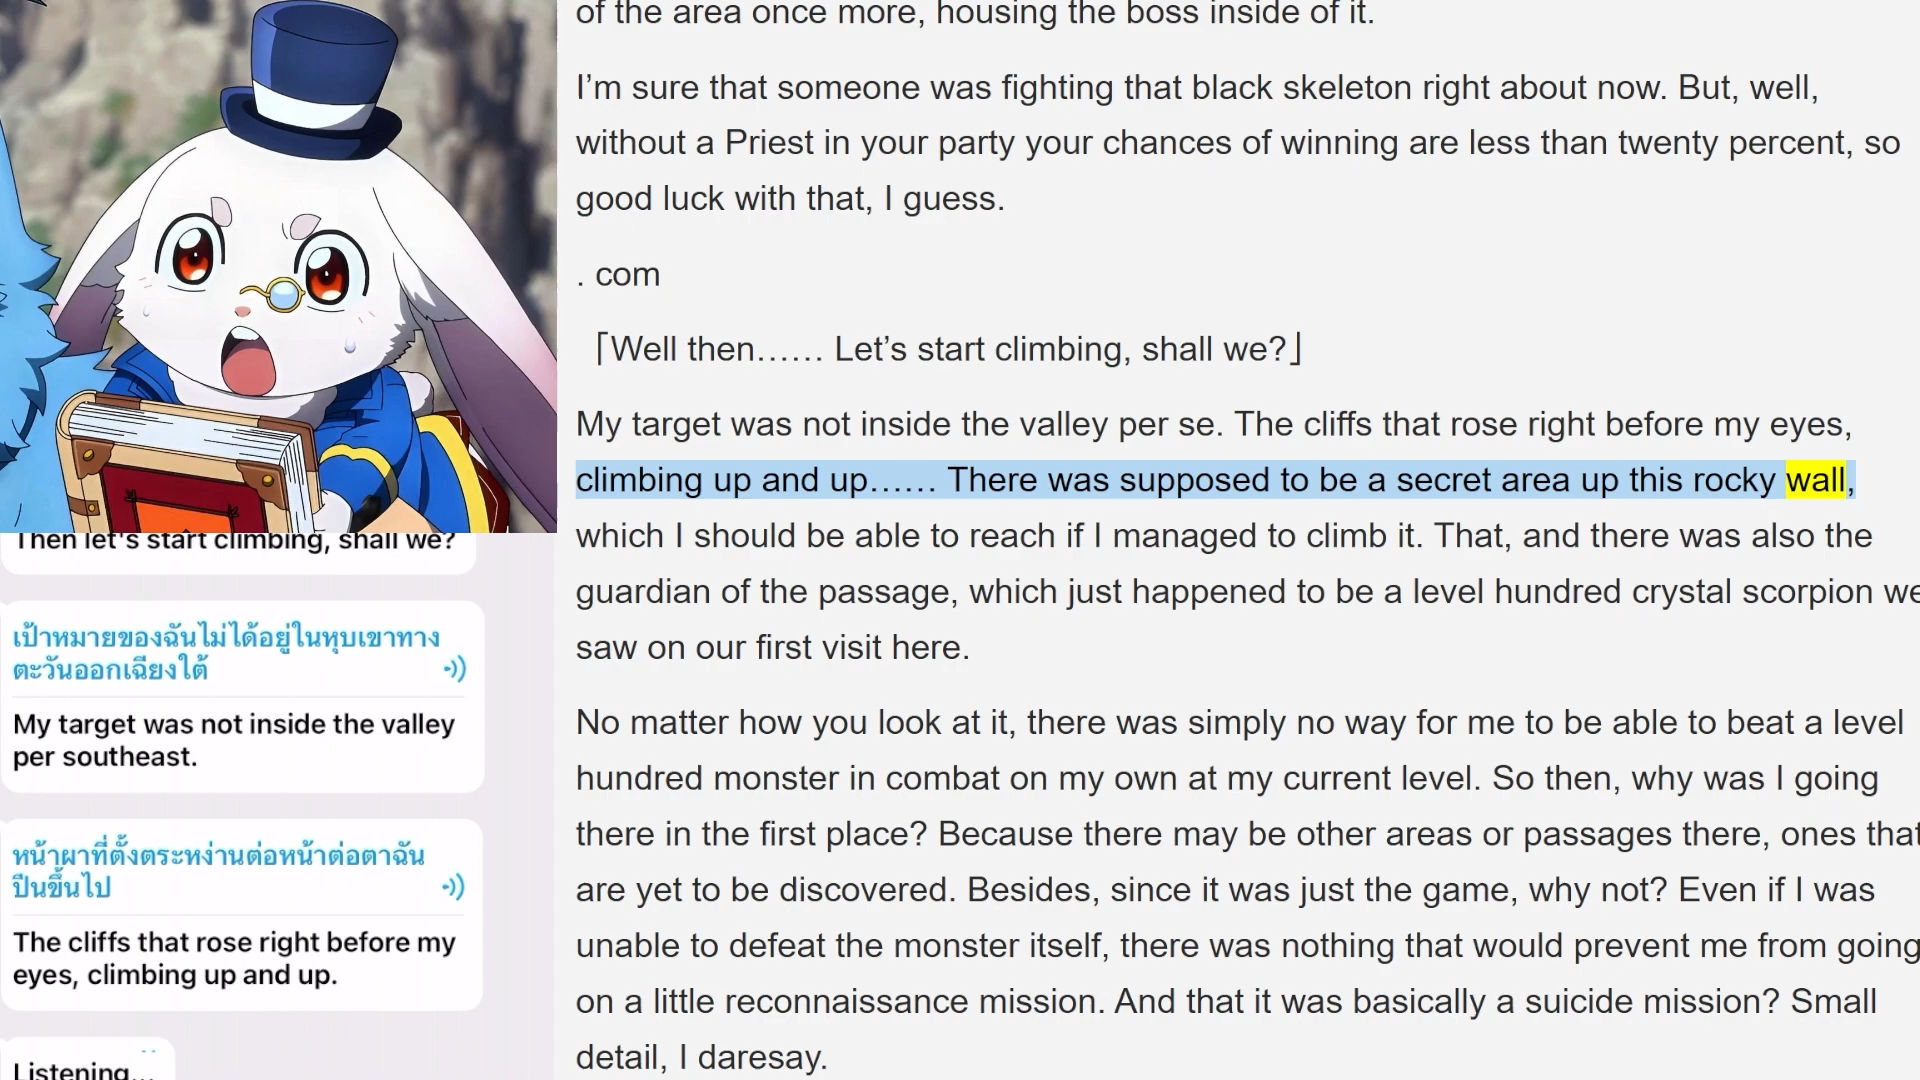 of the area once more, housing the boss inside of it.
I’m sure that someone was fighting that black skeleton right about now. But, well,
without a Priest in your party your chances of winning are less than twenty percent, so
good luck with that, I guess.
. com
「Well then…… Let’s start climbing, shall we?」
My target was not inside the valley per se. The cliffs that rose right before my eyes,
climbing up and up…… There was supposed to be a secret area up this rocky wall,
which I should be able to reach if I managed to climb it. That, and there was also the
guardian of the passage, which just happened to be a level hundred crystal scorpion we
saw on our first visit here.
No matter how you look at it, there was simply no way for me to be able to beat a level
hundred monster in combat on my own at my current level. So then, why was I going
there in the first place? Because there may be other areas or passages there, ones that
are yet to be discovered. Besides, since it was just the game, why not? Even if I was
unable to defeat the monster itself, there was nothing that would prevent me from going
on a little reconnaissance mission. And that it was basically a suicide mission? Small
detail, I daresay.
Then let's start climbing, shall we?
เป้าหมายของฉันไม่ได้อยู่ในหุบเขาทาง
ตะวันออกเฉียงใต้
My target was not inside the valley
per southeast.
หน้าผาที่ตั้งตระหง่านต่อหน้าต่อตาฉัน
ปีนขึ้นไป
The cliffs that rose right before my
eyes, climbing up and up.
Listening...